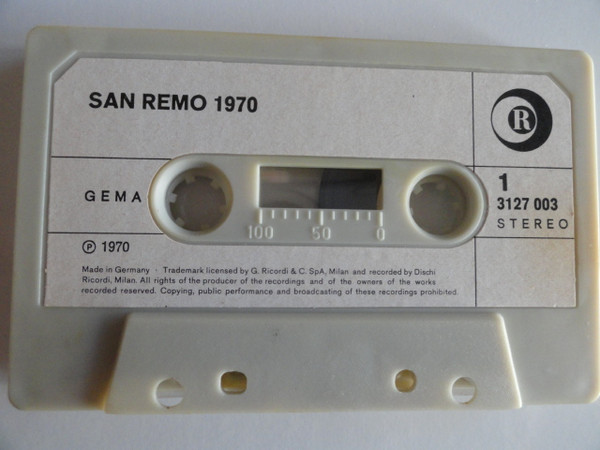 SAN REMO 1970
R
GEMA
1
3127 003
STEREO
100 50 0
℗ 1970
Made in Germany · Trademark licensed by G. Ricordi & C. SpA, Milan and recorded by Dischi
Ricordi, Milan. All rights of the producer of the recordings and of the owners of the works
recorded reserved. Copying, public performance and broadcasting of these recordings prohibited.